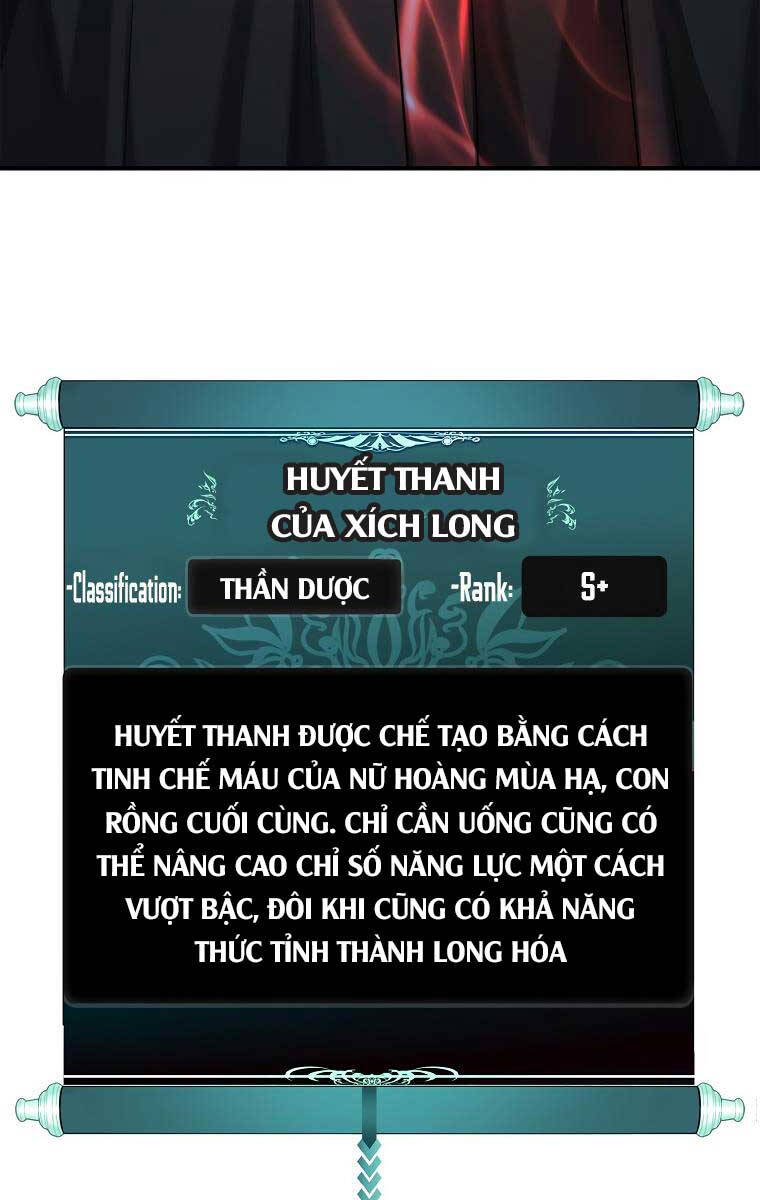 HUYẾT THANH
CỦA XÍCH LONG
-Classification: THẦN DƯỢC -Rank: S+
HUYẾT THANH ĐƯỢC CHẾ TẠO BẰNG CÁCH
TINH CHẾ MÁU CỦA NỮ HOÀNG MÙA HẠ, CON
RỒNG CUỐI CÙNG. CHỈ CẦN UỐNG CŨNG CÓ
THỂ NÂNG CAO CHỈ SỐ NĂNG LỰC MỘT CÁCH
VƯỢT BẬC, ĐÔI KHI CŨNG CÓ KHẢ NĂNG
THỨC TỈNH THÀNH LONG HÓA